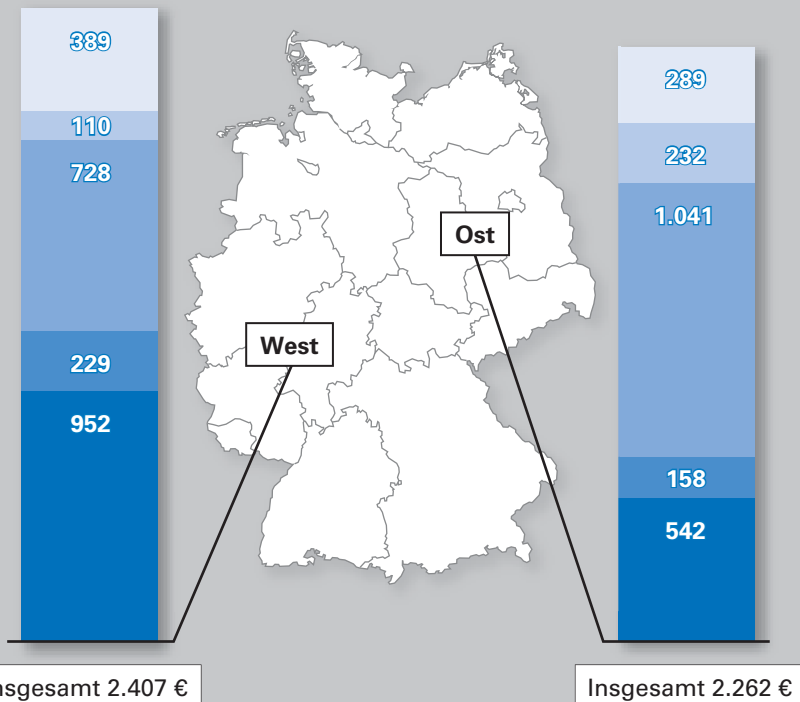 389
110
728
229
952
289
232
1.041
158
542
Ost
West
nsgesamt 2.407 €
Insgesamt 2.262 €